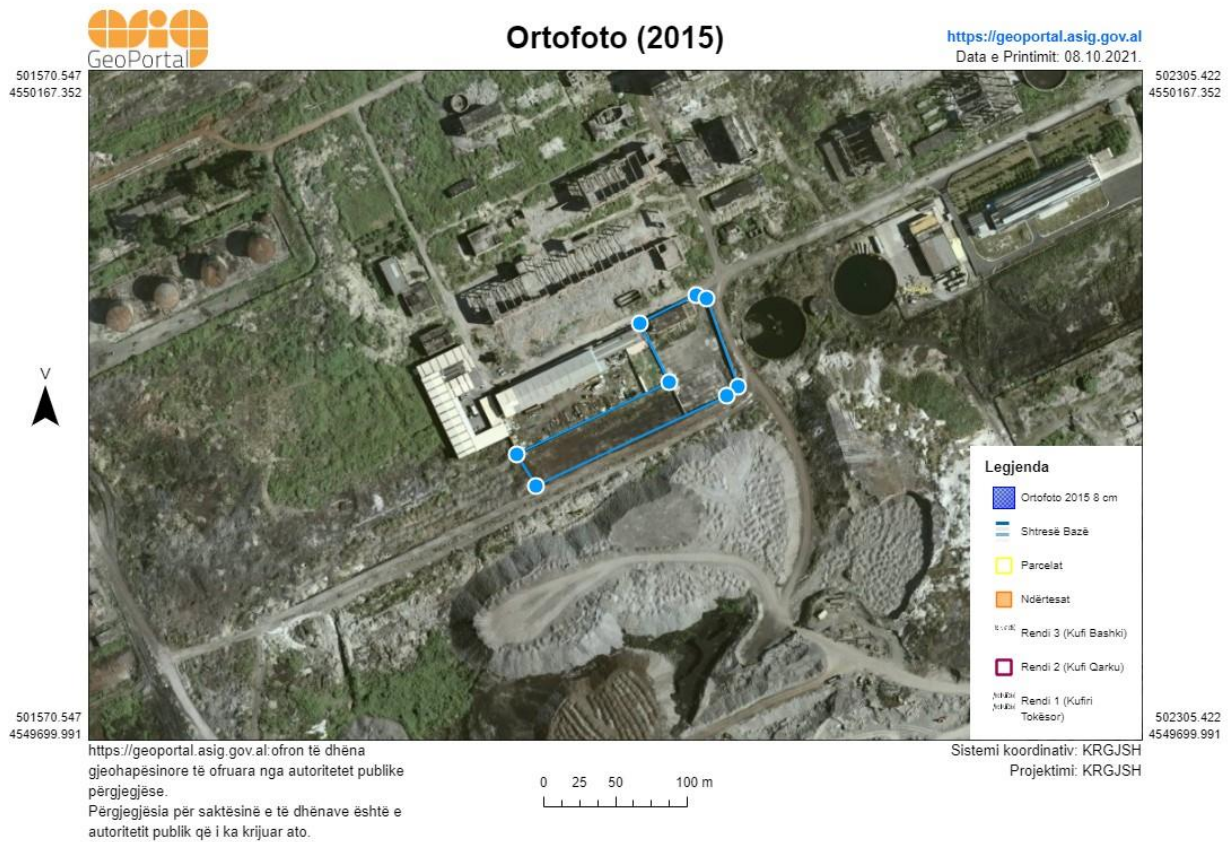 asig
GeoPortal
Ortofoto (2015)
https://geoportal.asig.gov.al
Data e Printimit: 08.10.2021.
501570.547
4550167.352
502305.422
4550167.352
V
Legjenda
Ortofoto 2015 8 cm
Shtresë Bazë
Parcelat
Ndërtesat
Rendi 3 (Kufi Bashki)
Rendi 2 (Kufi Qarku)
Rendi 1 (Kufiri
Tokësor)
501570.547
4549699.991
502305.422
4549699.991
https://geoportal.asig.gov.al ofron të dhëna
gjeohapësinore të ofruara nga autoritetet publike
përgjegjëse.
Përgjegjësia për saktësinë e të dhënave është e
autoritetit publik që i ka krijuar ato.
0 25 50 100 m
Sistemi koordinativ: KRGJSH
Projektimi: KRGJSH